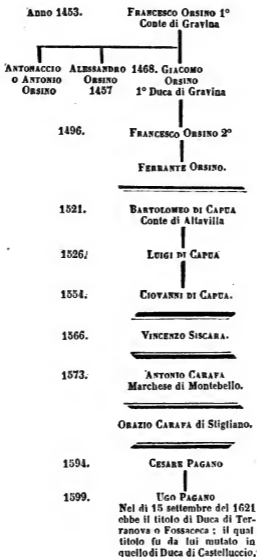 Anno 1453. FRANCESCO ORSINO 1°
Conte di Gravina
ANTONACCIO ALESSANDRO 1468. GIACOMO
O ANTONIO ORSINO ORSINO
ORSINO 1457 1° Duca di Gravina
1496. FRANCESCO ORSINO 2°
FERRANTE ORSINO.
1521. BARTOLOMEO DI CAPUA
Conte di Altavilla
1526. LUIGI DI CAPUA
1554. GIOVANNI DI CAPUA.
1566. VINCENZO SISCARA.
1573. ANTONIO CARAFA
Marchese di Montebello.
ORAZIO CARAFA di Stigliano.
1594. CESARE PAGANO
1599. UGO PAGANO
Nel dì 15 settembre del 1621
ebbe il titolo di Duca di Ter-
ranova o Fossaceca ; il qual
titolo fu da lui mutato in
quello di Duca di Castelluccio.